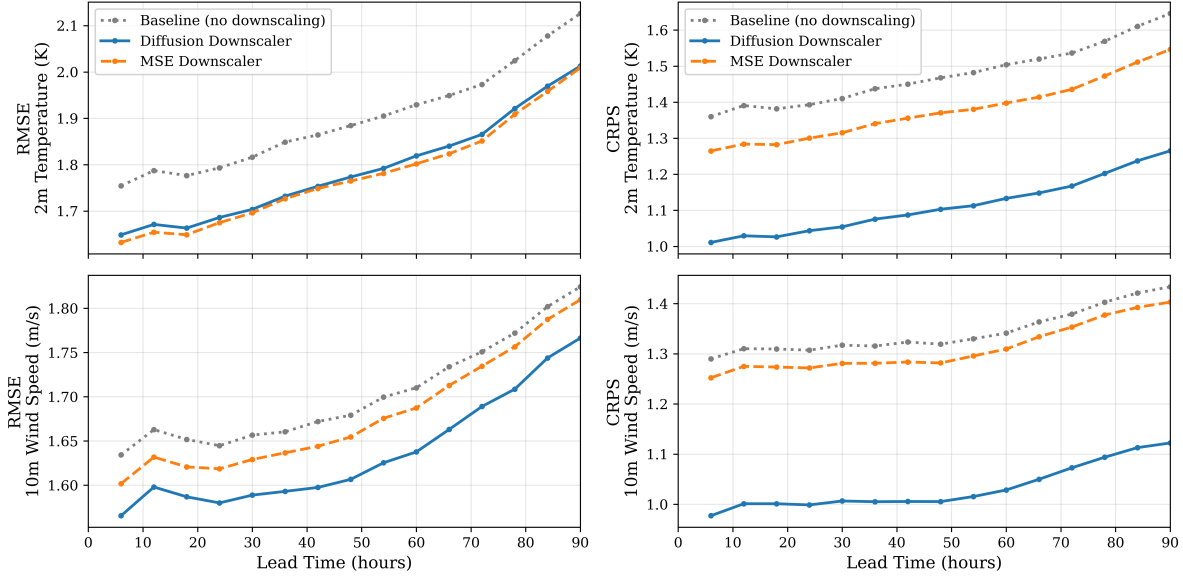 Baseline (no downscaling)
Diffusion Downscaler
MSE Downscaler
RMSE
2m Temperature (K)
2.1
2.0
1.9
1.8
1.7
Baseline (no downscaling)
Diffusion Downscaler
MSE Downscaler
CRPS
2m Temperature (K)
1.6
1.5
1.4
1.3
1.2
1.1
1.0
RMSE
10m Wind Speed (m/s)
1.80
1.75
1.70
1.65
1.60
0 10 20 30 40 50 60 70 80 90
Lead Time (hours)
CRPS
10m Wind Speed (m/s)
1.4
1.3
1.2
1.1
1.0
0 10 20 30 40 50 60 70 80 90
Lead Time (hours)